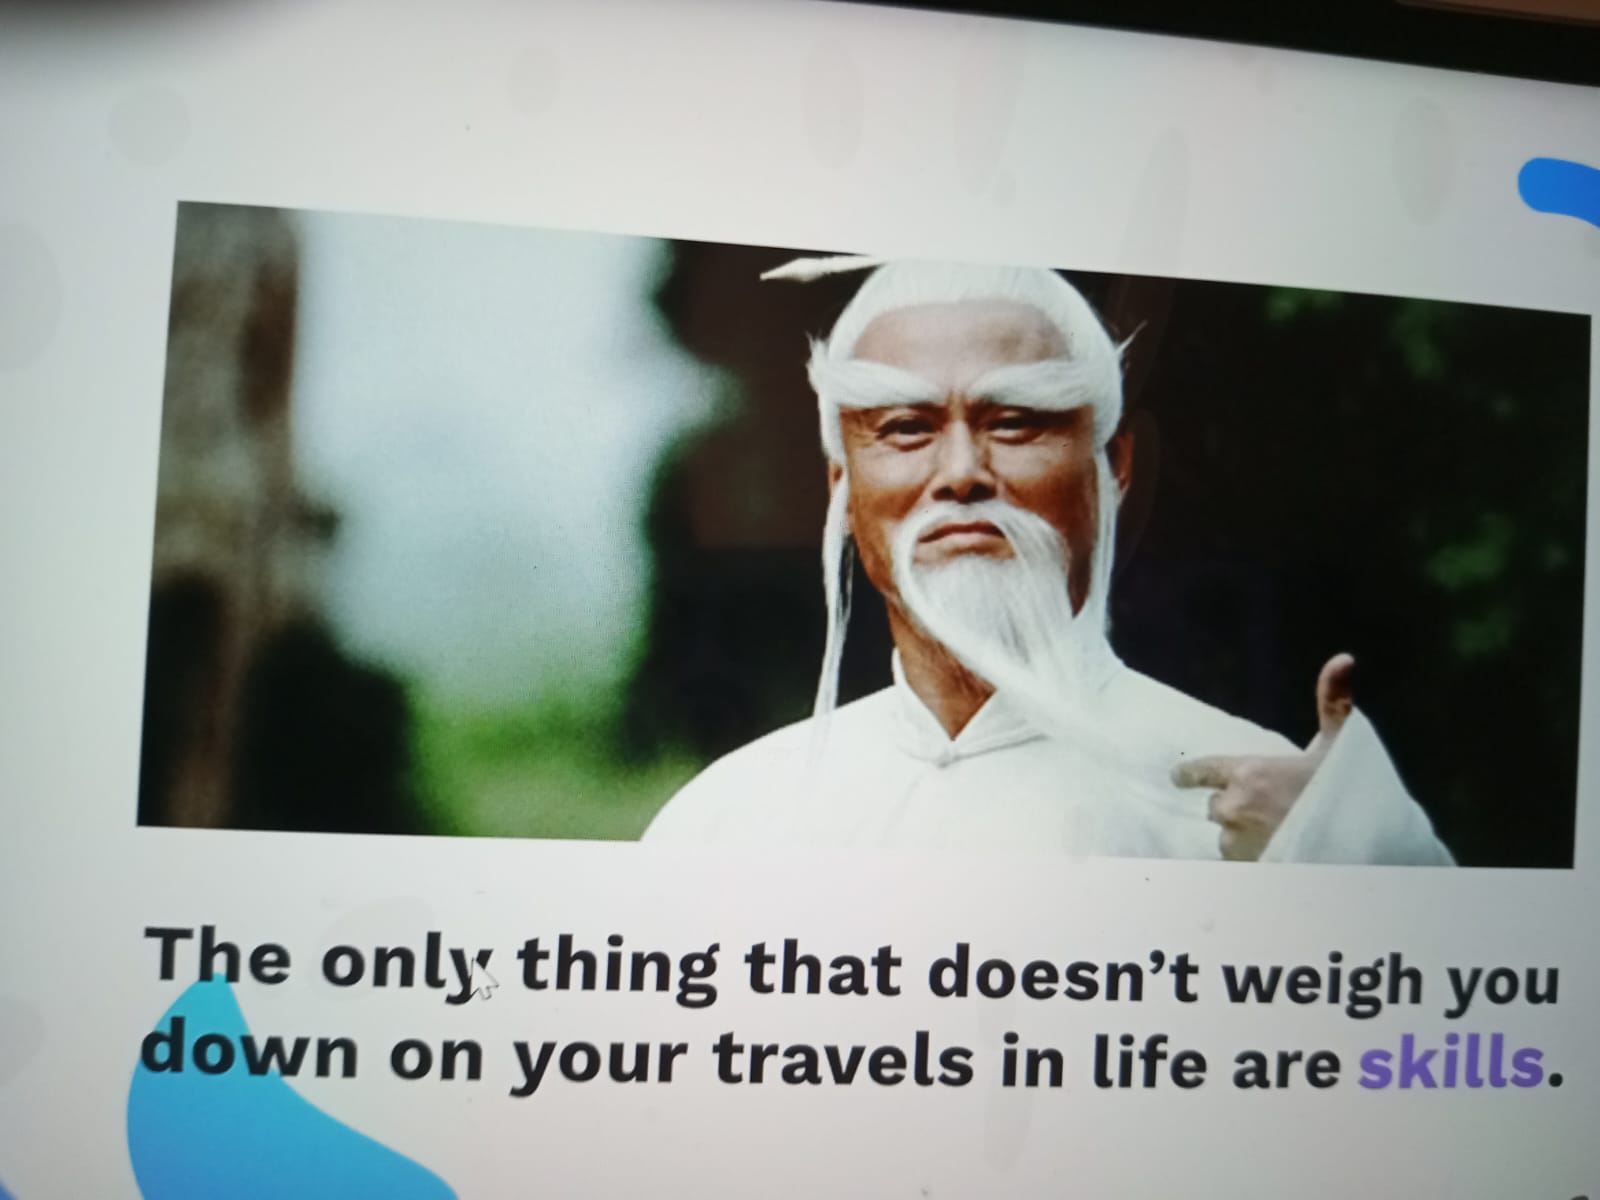 The only thing that doesn't weigh you
down on your travels in life are skills.